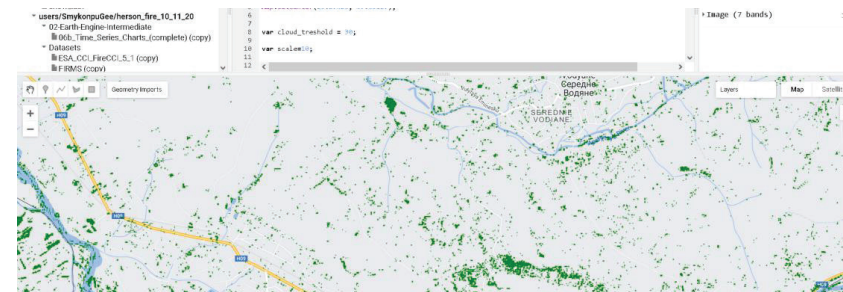 users/SmykonpuGee/herson_fire_10_11_20
02-Earth-Engine-Intermediate
06b_Time_Series_Charts_(complete) (copy)
Datasets
ESA_CCI_FireCCI_5_1 (copy)
FIRMS (copy)
6
7
8 var cloud_treshold = 90;
9
10 var scale=10;
11
12
Image (7 bands)
Geometry Imports
Layers
Map
Satellit
Середнє
Водяне
SEREDNIE
VODIANE
H09
H09
H09